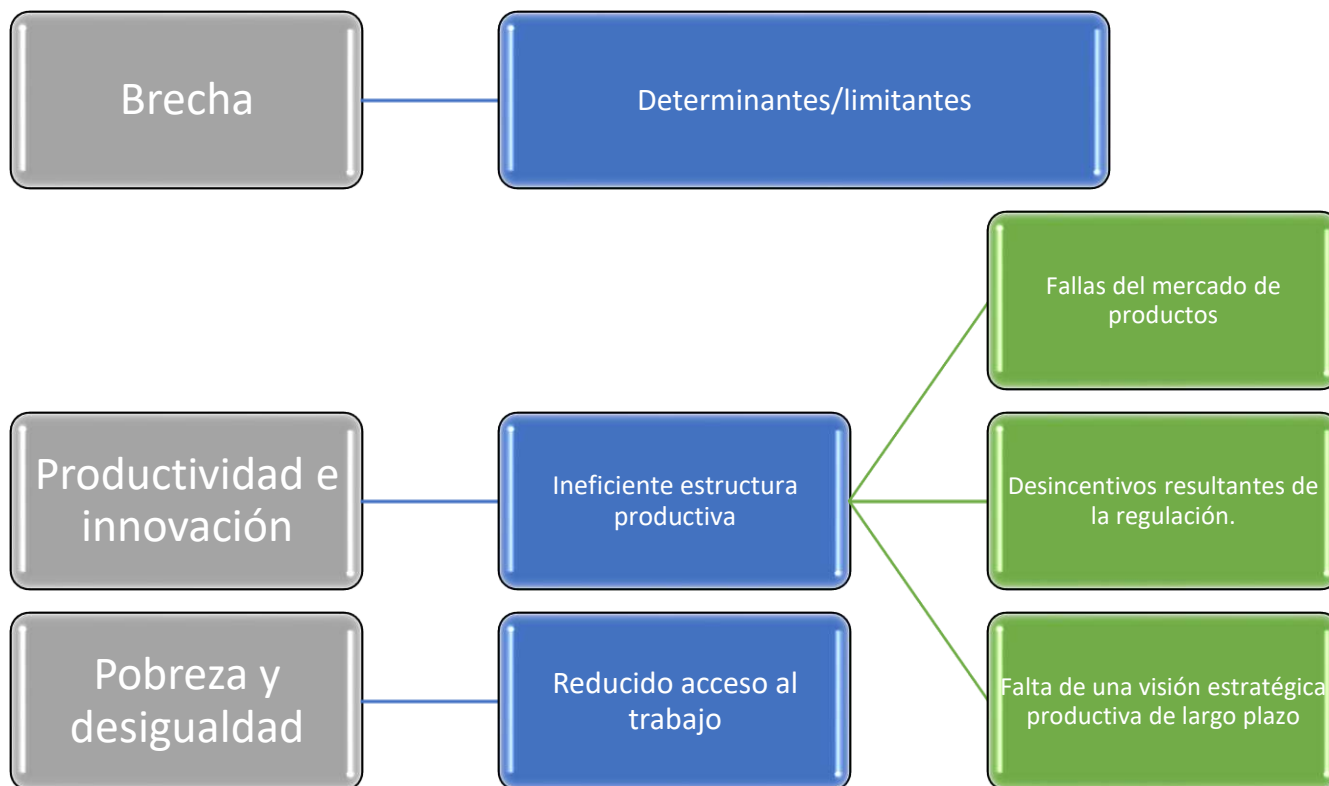 Brecha
Determinantes/limitantes
Fallas del mercado de
productos
Productividad e
innovación
Ineficiente estructura
productiva
Desincentivos resultantes de
la regulación.
Pobreza y
desigualdad
Reducido acceso al
trabajo
Falta de una visión estratégica
productiva de largo plazo